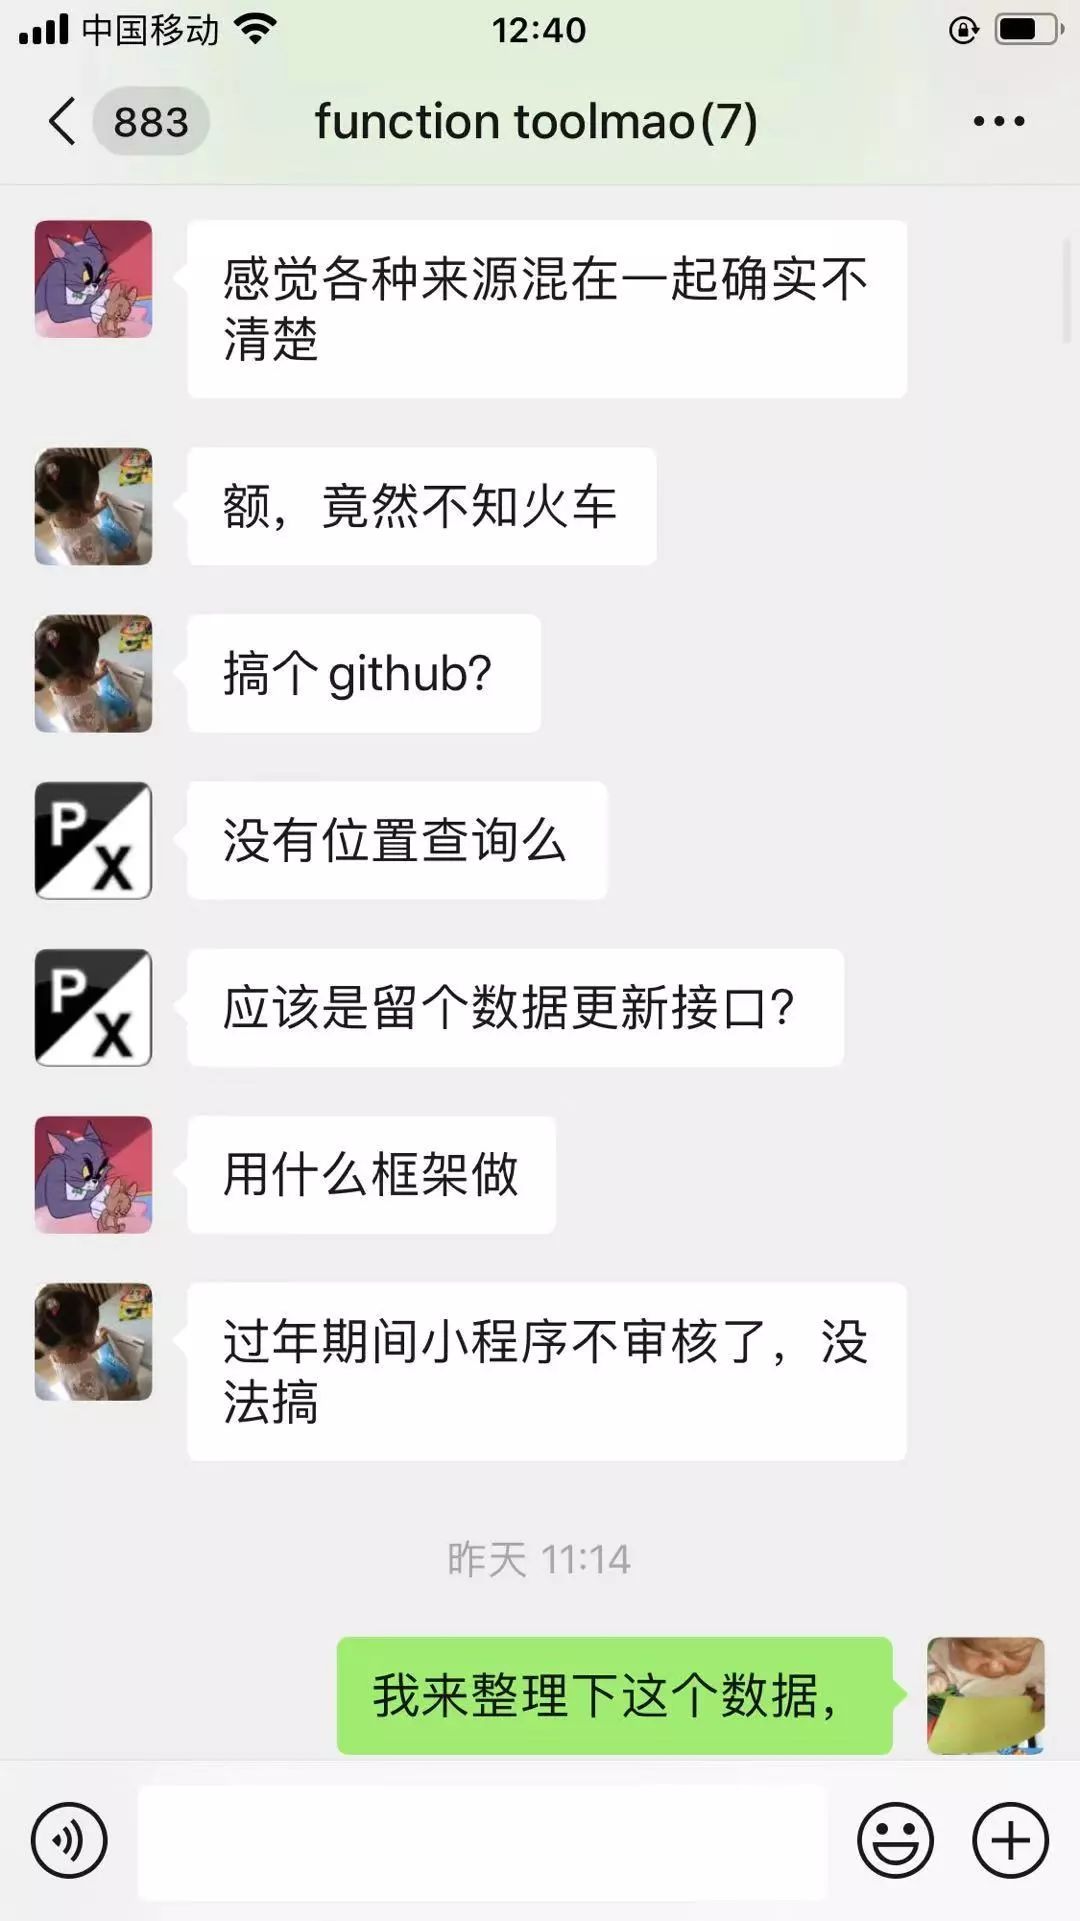 中国移动 12:40
883 function toolmao(7)
感觉各种来源混在一起确实不
清楚
额，竟然不知火车
搞个github?
P
X
没有位置查询么
P
X
应该是留个数据更新接口?
用什么框架做
过年期间小程序不审核了，没
法搞
昨天 11:14
我来整理下这个数据，